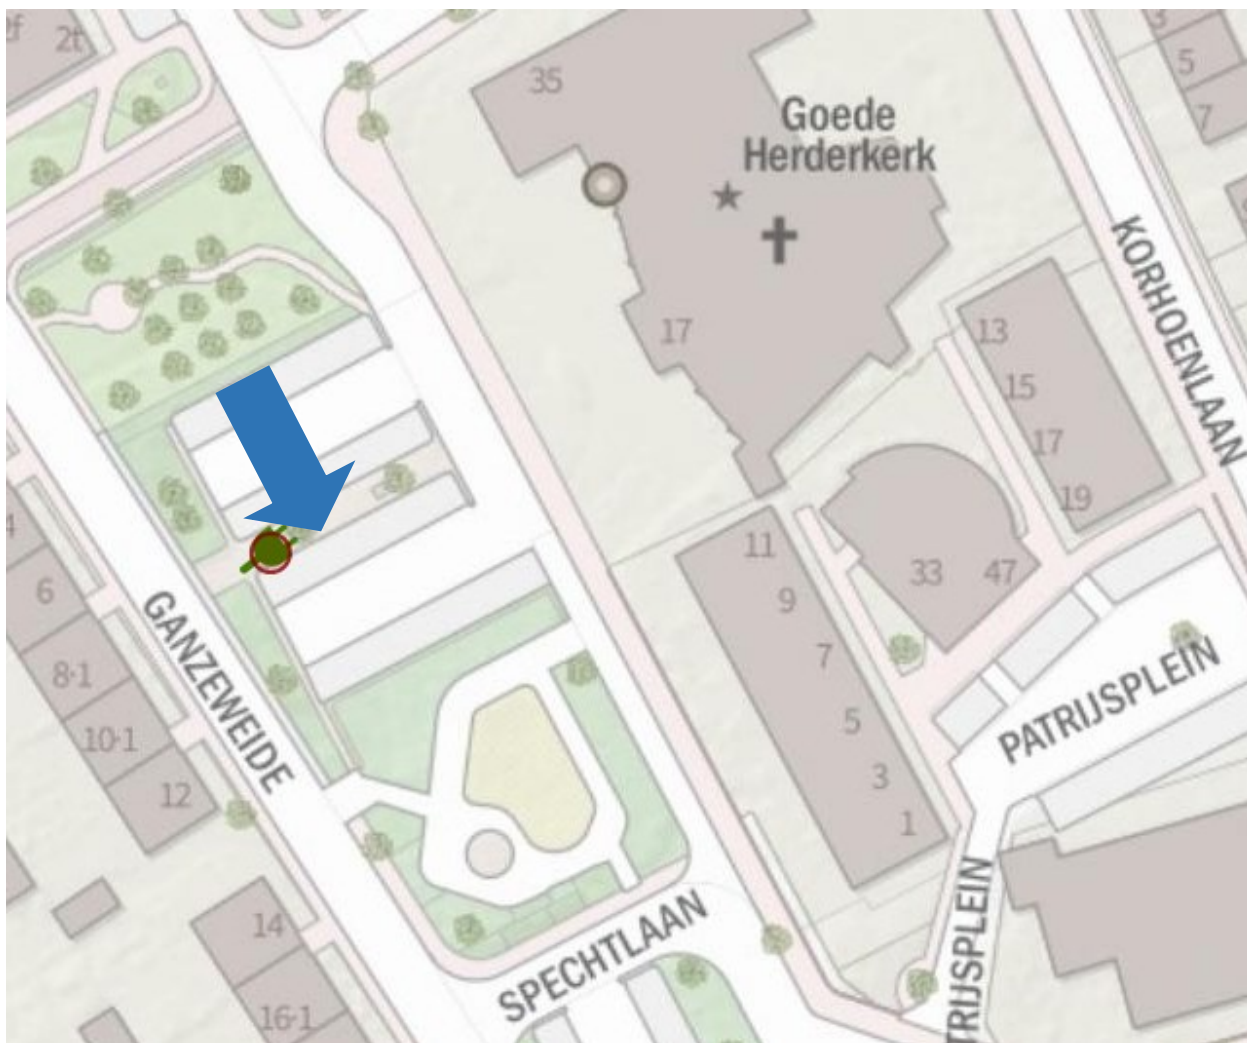 2t
35
Goede
Herderkerk
17
5
7
KORHOENLAAN
13
15
17
19
11
9
7
5
3
1
33
47
6
8-1
10-1
12
GANZEWEIDE
PATRIJSPLEIN
14
16-1
SPECHTLAAN
TRIJSPLEIN